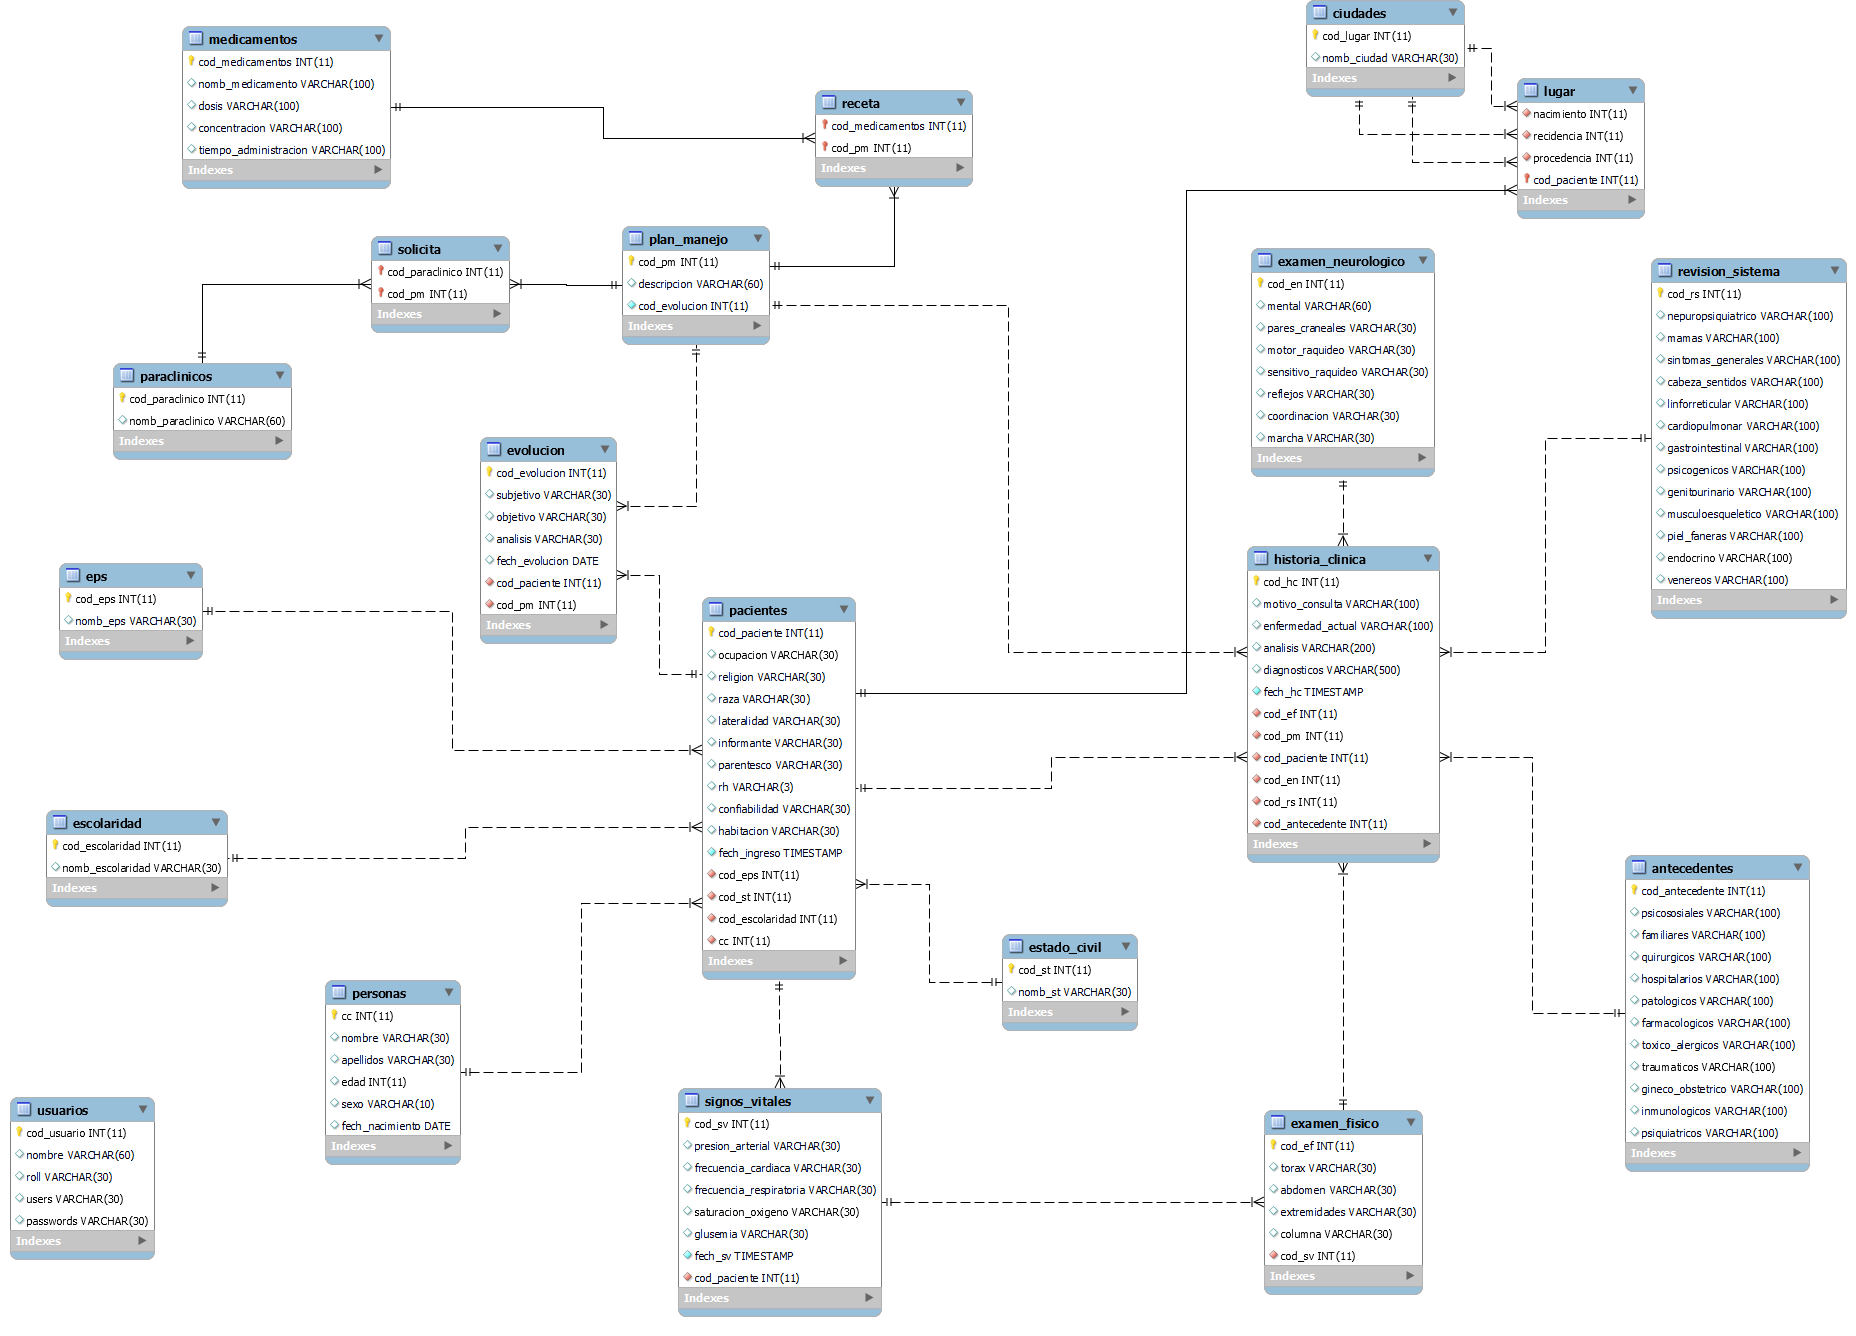 medicamentos
cod_medicamentos INT(11)
nomb_medicamento VARCHAR(100)
dosis VARCHAR(100)
concentracion VARCHAR(100)
tiempo_administracion VARCHAR(100)
Indexes
receta
cod_medicamentos INT(11)
cod_pm INT(11)
Indexes
ciudades
cod_lugar INT(11)
nomb_ciudad VARCHAR(30)
Indexes
lugar
nacimiento INT(11)
recidencia INT(11)
procedencia INT(11)
cod_paciente INT(11)
Indexes
solicita
cod_paraclinico INT(11)
cod_pm INT(11)
Indexes
plan_manejo
cod_pm INT(11)
descripcion VARCHAR(60)
cod_evolucion INT(11)
Indexes
examen_neurologico
cod_en INT(11)
mental VARCHAR(60)
pares_craneales VARCHAR(30)
motor_raquideo VARCHAR(30)
sensitivo_raquideo VARCHAR(30)
reflejos VARCHAR(30)
coordinacion VARCHAR(30)
marcha VARCHAR(30)
Indexes
revision_sistema
cod_rs INT(11)
nepuropsiquiatrico VARCHAR(100)
mamas VARCHAR(100)
sintomas_generales VARCHAR(100)
cabeza_sentidos VARCHAR(100)
linforreticular VARCHAR(100)
cardiopulmonar VARCHAR(100)
gastrointestinal VARCHAR(100)
psicogenicos VARCHAR(100)
genitourinario VARCHAR(100)
musculoesqueletico VARCHAR(100)
piel_faneras VARCHAR(100)
endocrino VARCHAR(100)
venereos VARCHAR(100)
Indexes
paraclinicos
cod_paraclinico INT(11)
nomb_paraclinico VARCHAR(60)
Indexes
evolucion
cod_evolucion INT(11)
subjetivo VARCHAR(30)
objetivo VARCHAR(30)
analisis VARCHAR(30)
fech_evolucion DATE
cod_paciente INT(11)
cod_pm INT(11)
Indexes
eps
cod_eps INT(11)
nomb_eps VARCHAR(30)
Indexes
pacientes
cod_paciente INT(11)
ocupacion VARCHAR(30)
religion VARCHAR(30)
raza VARCHAR(30)
lateralidad VARCHAR(30)
informante VARCHAR(30)
parentesco VARCHAR(30)
rh VARCHAR(3)
confiabilidad VARCHAR(30)
habitacion VARCHAR(30)
fech_ingreso TIMESTAMP
cod_eps INT(11)
cod_st INT(11)
cod_escolaridad INT(11)
cc INT(11)
Indexes
historia_clinica
cod_hc INT(11)
motivo_consulta VARCHAR(100)
enfermedad_actual VARCHAR(100)
analisis VARCHAR(200)
diagnosticos VARCHAR(500)
fech_hc TIMESTAMP
cod_ef INT(11)
cod_pm INT(11)
cod_paciente INT(11)
cod_en INT(11)
cod_rs INT(11)
cod_antecedente INT(11)
Indexes
escolaridad
cod_escolaridad INT(11)
nomb_escolaridad VARCHAR(30)
Indexes
antecedentes
cod_antecedente INT(11)
psicososiales VARCHAR(100)
familiares VARCHAR(100)
quirurgicos VARCHAR(100)
hospitalarios VARCHAR(100)
patologicos VARCHAR(100)
farmacologicos VARCHAR(100)
toxico_alergicos VARCHAR(100)
traumaticos VARCHAR(100)
gineco_obstetrico VARCHAR(100)
inmunologicos VARCHAR(100)
psiquiatricos VARCHAR(100)
Indexes
estado_civil
cod_st INT(11)
nomb_st VARCHAR(30)
Indexes
personas
cc INT(11)
nombre VARCHAR(30)
apellidos VARCHAR(30)
edad INT(11)
sexo VARCHAR(10)
fech_nacimiento DATE
Indexes
usuarios
cod_usuario INT(11)
nombre VARCHAR(60)
roll VARCHAR(30)
users VARCHAR(30)
passwords VARCHAR(30)
Indexes
signos_vitales
cod_sv INT(11)
presion_arterial VARCHAR(30)
frecuencia_cardiaca VARCHAR(30)
frecuencia_respiratoria VARCHAR(30)
saturacion_oxigeno VARCHAR(30)
glusemia VARCHAR(30)
fech_sv TIMESTAMP
cod_paciente INT(11)
Indexes
examen_fisico
cod_ef INT(11)
torax VARCHAR(30)
abdomen VARCHAR(30)
extremidades VARCHAR(30)
columna VARCHAR(30)
cod_sv INT(11)
Indexes